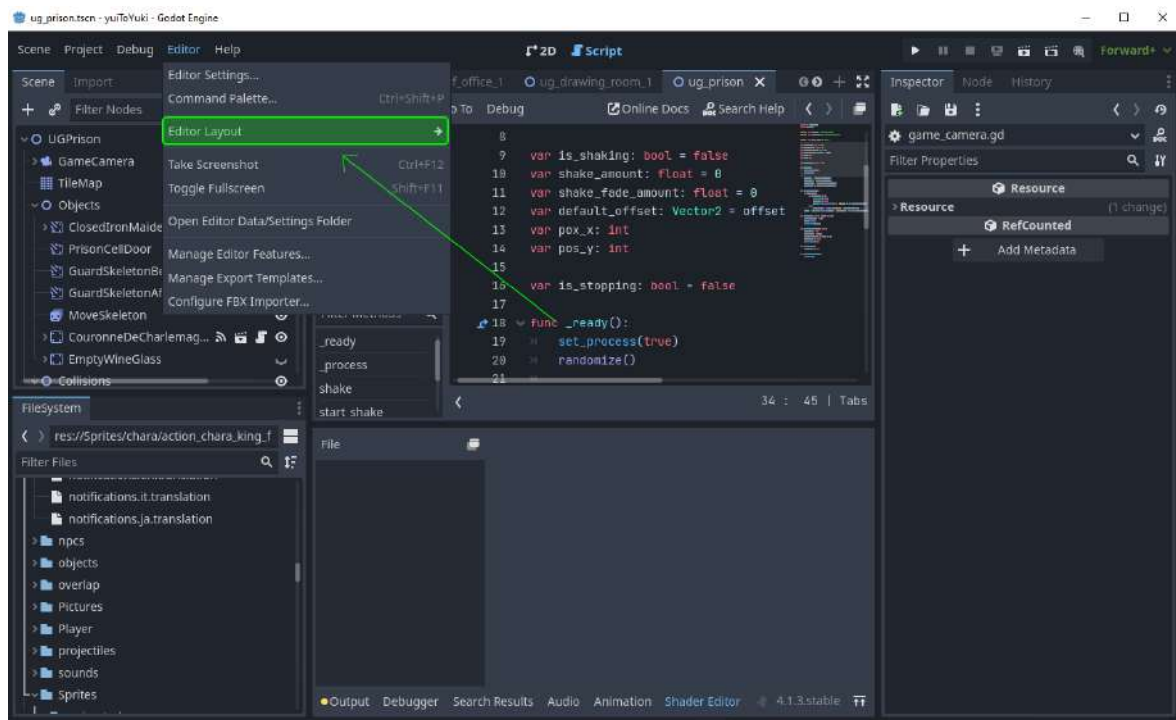 ug_prison.tscn - yuiToYuki - Godot Engine
Scene Project Debug Editor Help
2D Script
Forward+
Scene Import
Filter Nodes
UGPrison
GameCamera
TileMap
Objects
ClosedIronMaide
PrisonCellDoor
GuardSkeletonBe
GuardSkeletonAf
MoveSkeleton
CouronneDeCharlemag...
EmptyWineGlass
Collisions
Editor Settings...
Command Palette... Ctrl+Shift+P
Editor Layout
Take Screenshot Ctrl+F12
Toggle Fullscreen Shift+F11
Open Editor Data/Settings Folder
Manage Editor Features...
Manage Export Templates...
Configure FBX Importer...
f_office_1 ug_drawing_room_1 ug_prison
To Debug Online Docs Search Help
8
9 var is_shaking: bool = false
10 var shake_amount: float = 0
11 var shake_fade_amount: float = 0
12 var default_offset: Vector2 = offset
13 var pox_x: int
14 var pos_y: int
15
16 var is_stopping: bool = false
17
18 func _ready():
19 set_process(true)
20 randomize()
21
_ready
_process
shake
start shake
34 : 45 | Tabs
FileSystem
res://Sprites/chara/action_chara_king_f
Filter Files
notifications.it.translation
notifications.ja.translation
npcs
objects
overlap
Pictures
Player
projectiles
sounds
Sprites
File
Output Debugger Search Results Audio Animation Shader Editor 4.1.3.stable
Inspector Node History
game_camera.gd
Filter Properties
Resource
Resource (1 change)
RefCounted
Add Metadata